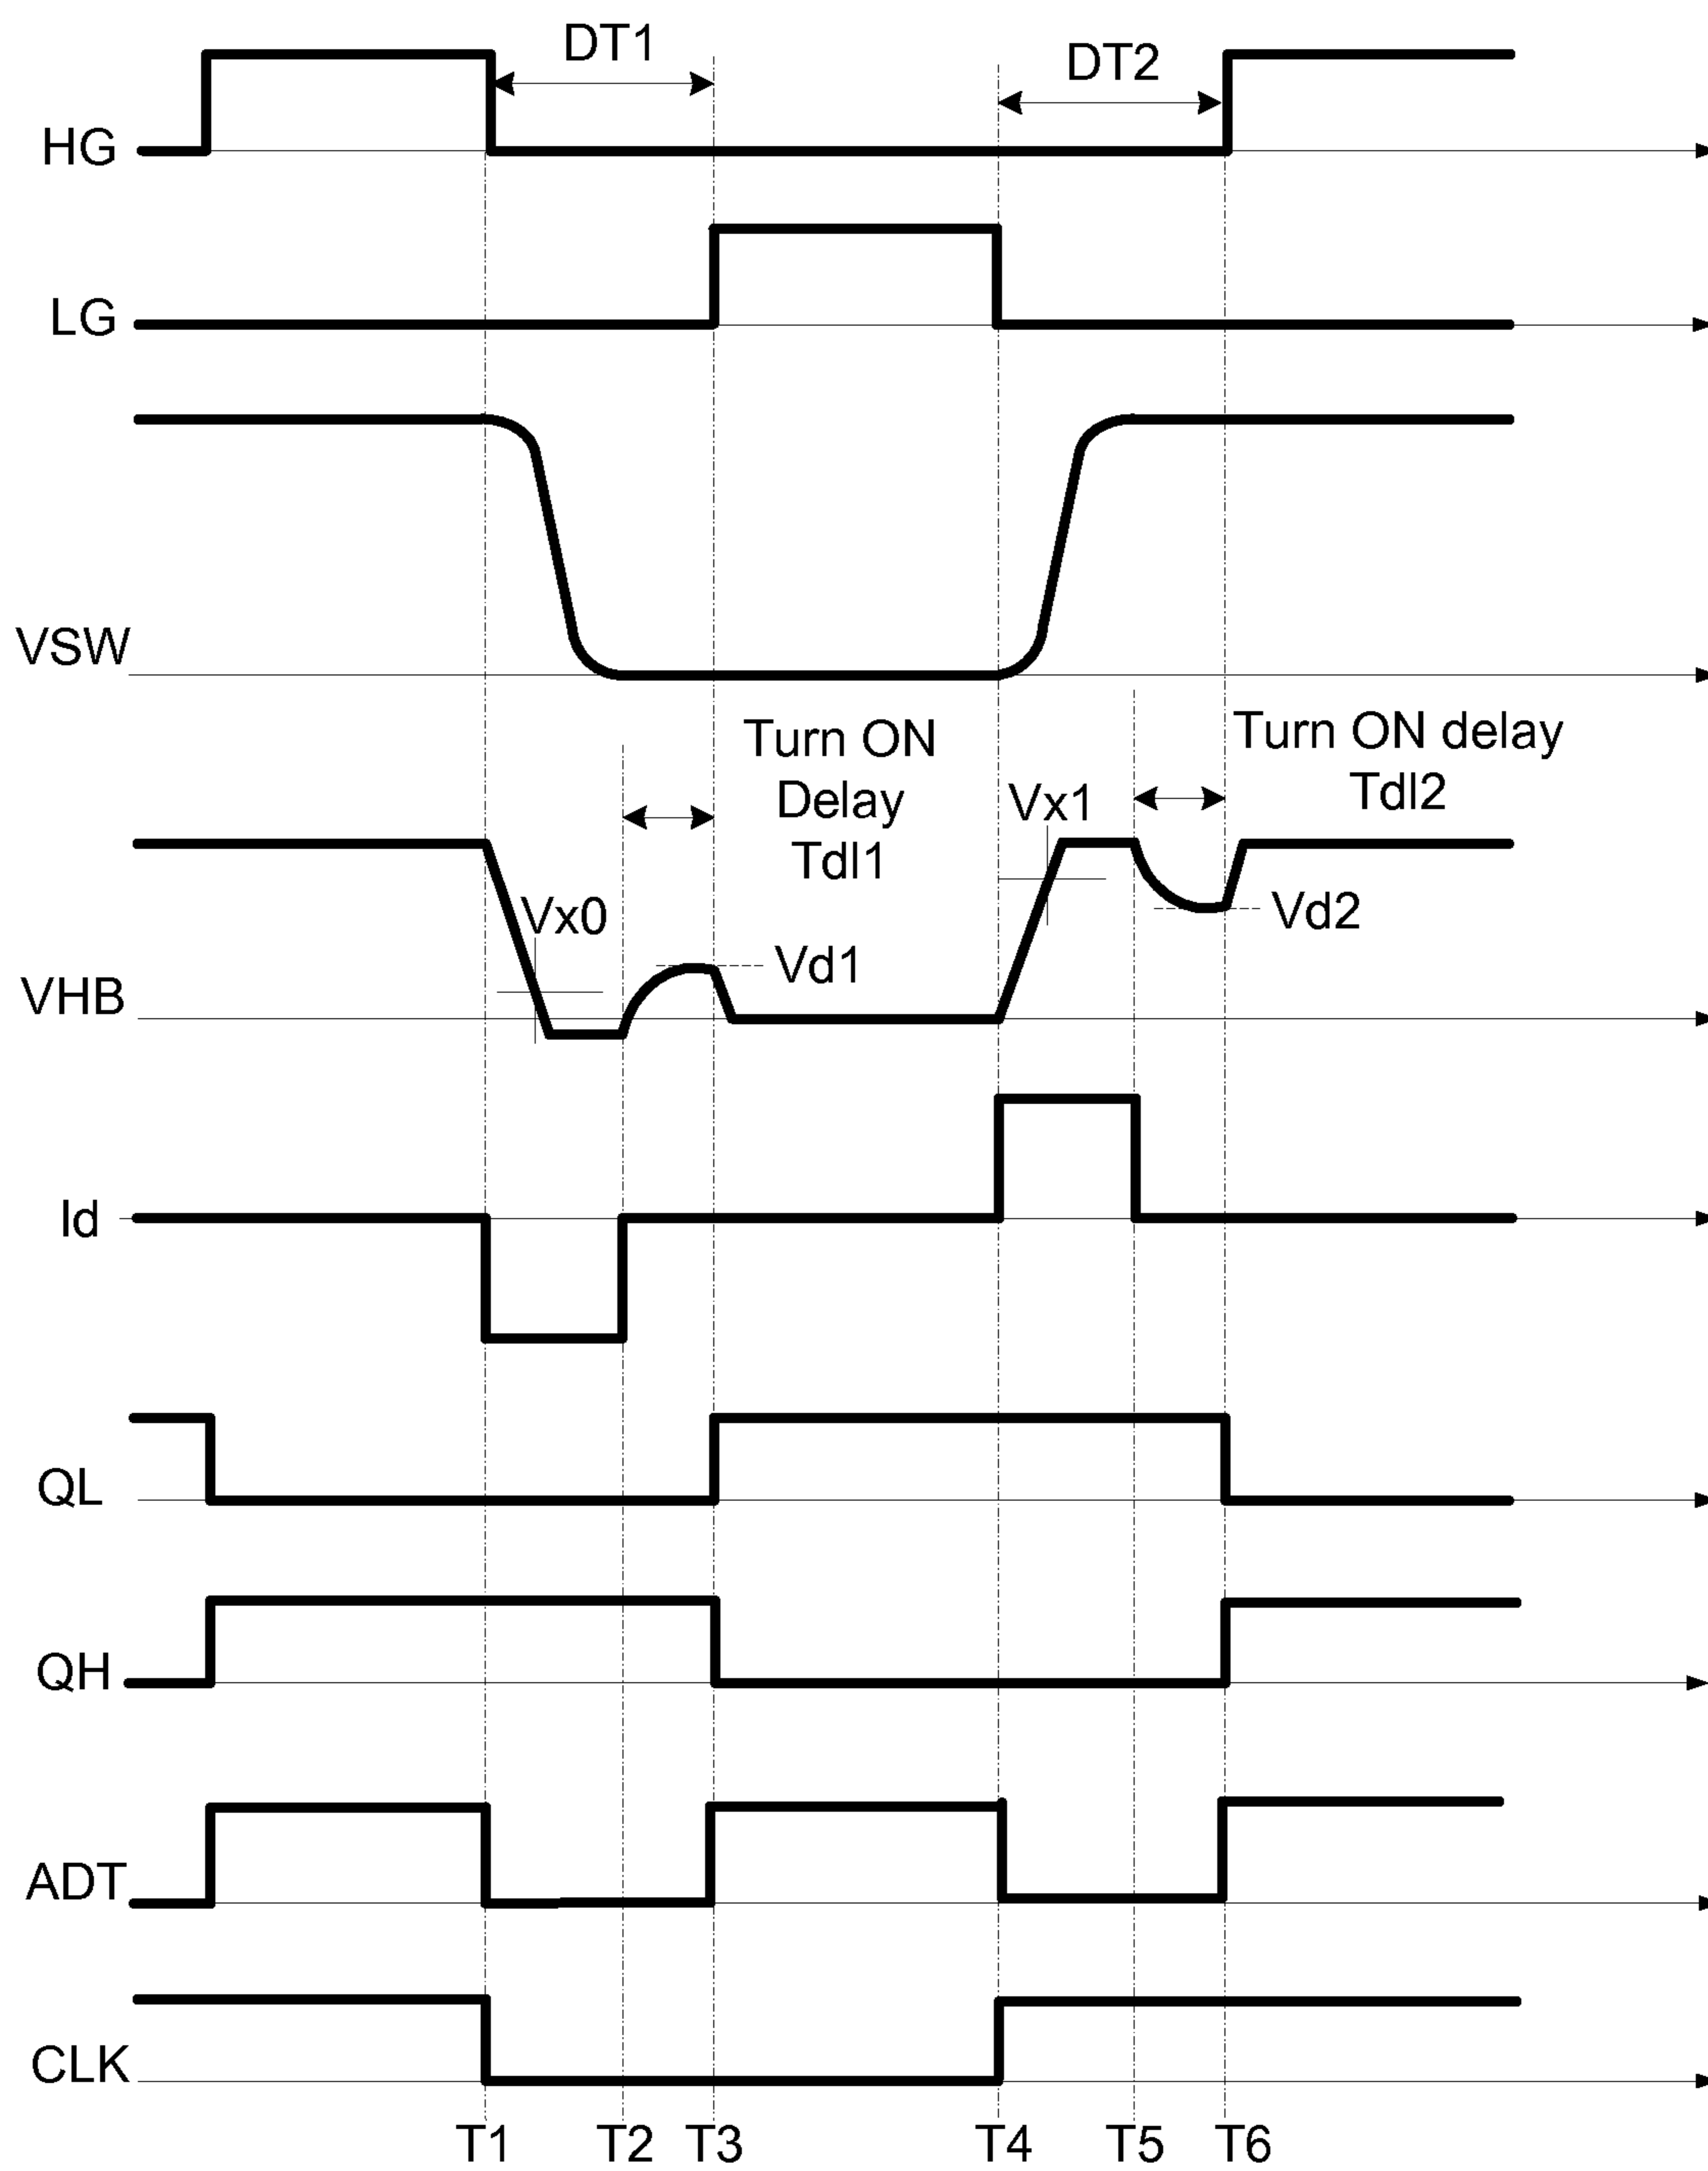 DT1
DT2
HG
LG
VSW
Turn ON
Delay
Tdl1
Turn ON delay
Tdl2
Vx1
Vx0
Vd2
Vd1
VHB
Id
QL
QH
ADT
CLK
T1 T2 T3 T4 T5 T6